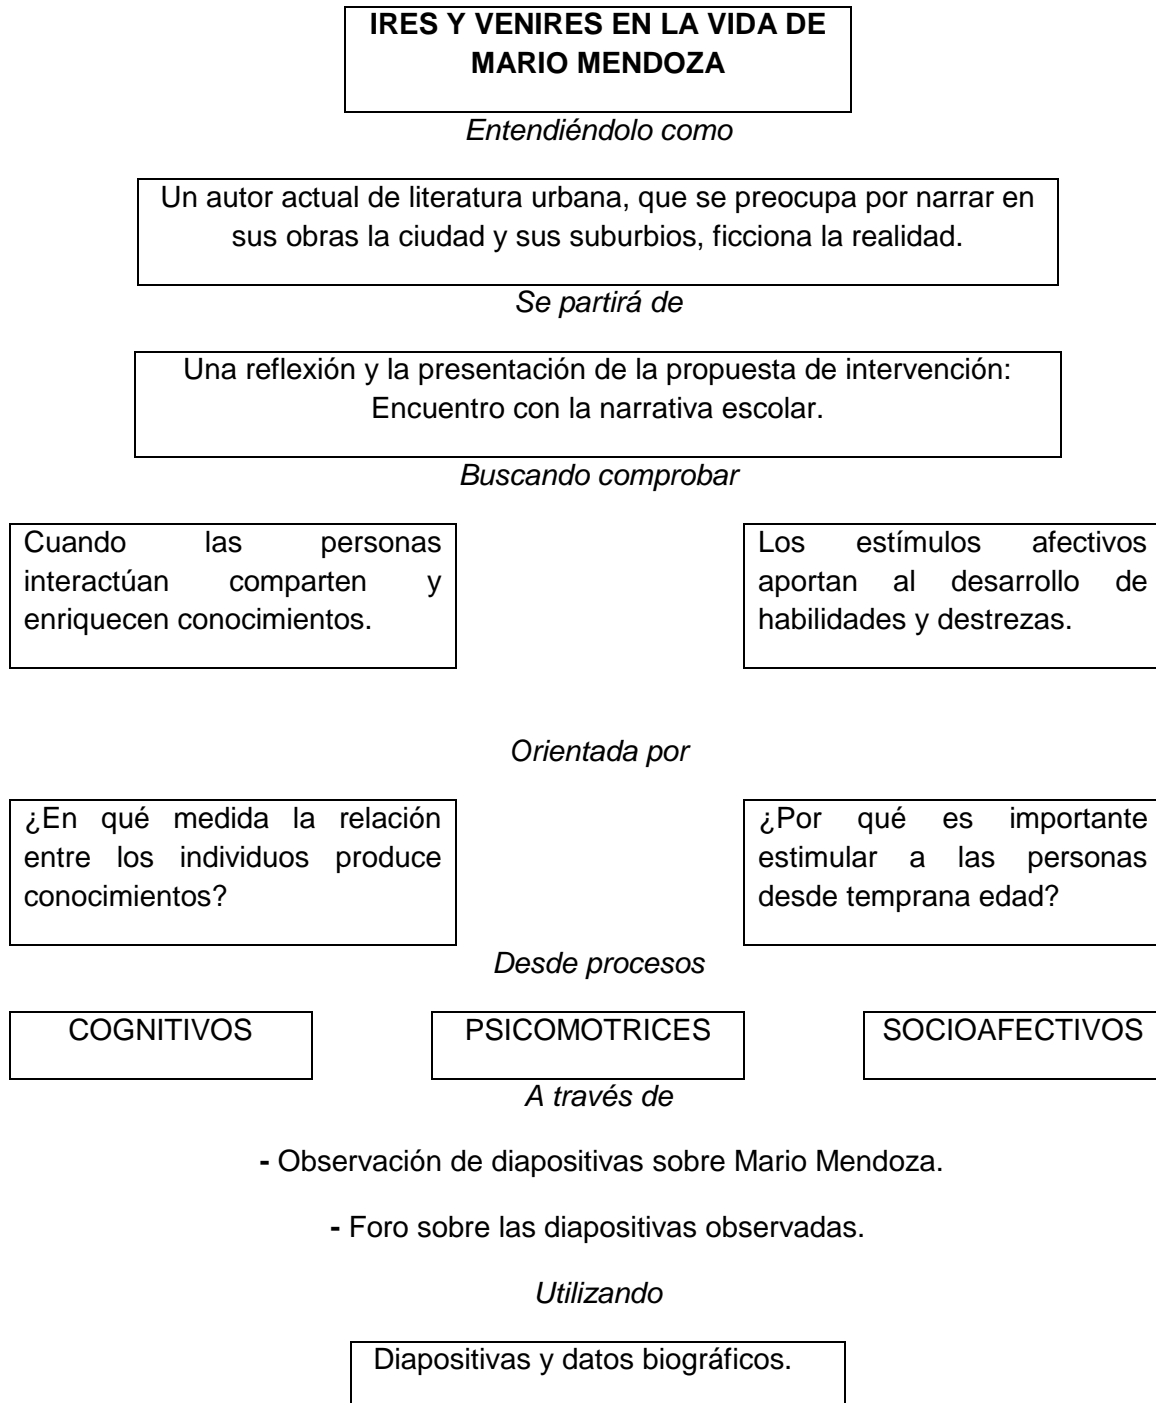 IRES Y VENIRES EN LA VIDA DE
MARIO MENDOZA
Entendiéndolo como
Un autor actual de literatura urbana, que se preocupa por narrar en
sus obras la ciudad y sus suburbios, ficciona la realidad.
Se partirá de
Una reflexión y la presentación de la propuesta de intervención:
Encuentro con la narrativa escolar.
Buscando comprobar
Cuando las personas
interactúan comparten y
enriquecen conocimientos.
Los estímulos afectivos
aportan al desarrollo de
habilidades y destrezas.
Orientada por
¿En qué medida la relación
entre los individuos produce
conocimientos?
¿Por qué es importante
estimular a las personas
desde temprana edad?
Desde procesos
COGNITIVOS
PSICOMOTRICES
SOCIOAFECTIVOS
A través de
- Observación de diapositivas sobre Mario Mendoza.
- Foro sobre las diapositivas observadas.
Utilizando
Diapositivas y datos biográficos.